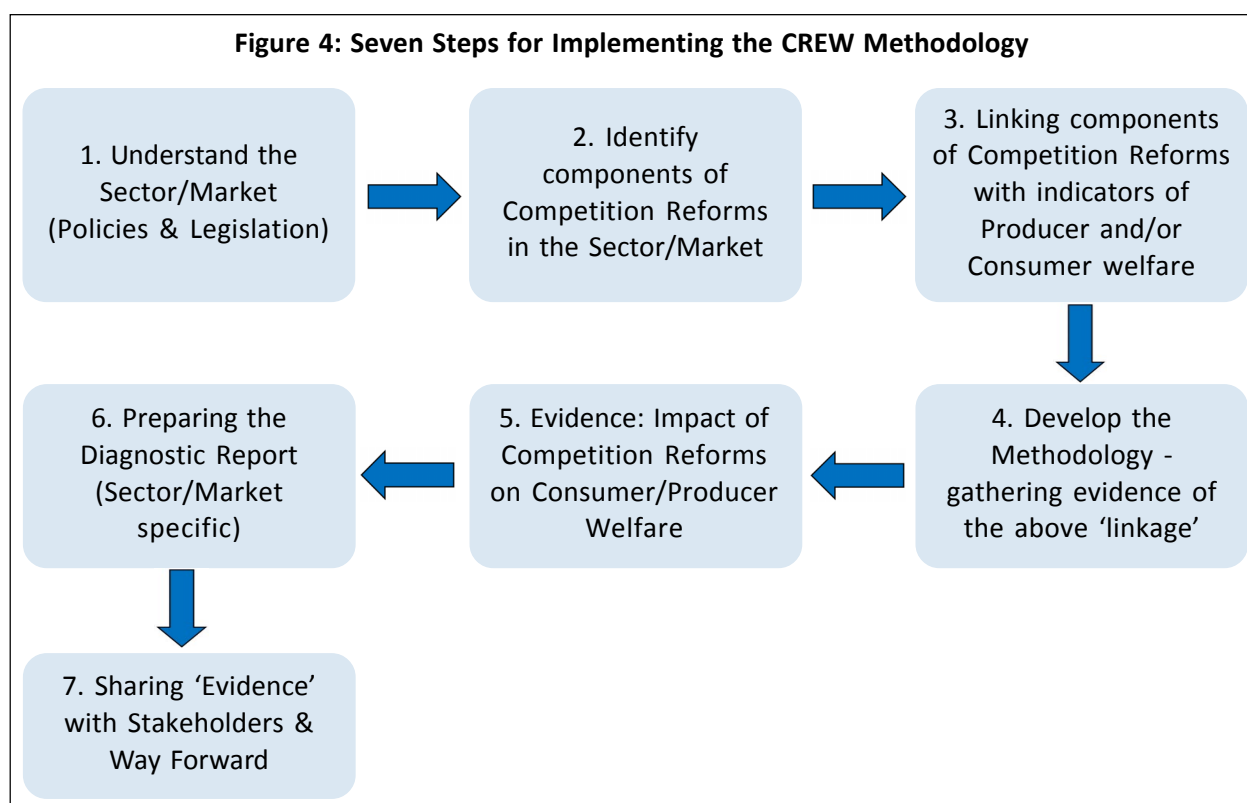 Figure 4: Seven Steps for Implementing the CREW Methodology
1. Understand the
Sector/Market
(Policies & Legislation)
2. Identify
components of
Competition Reforms
in the Sector/Market
3. Linking components
of Competition Reforms
with indicators of
Producer and/or
Consumer welfare
4. Develop the
Methodology -
gathering evidence of
the above ‘linkage’
5. Evidence: Impact of
Competition Reforms
on Consumer/Producer
Welfare
6. Preparing the
Diagnostic Report
(Sector/Market
specific)
7. Sharing ‘Evidence’
with Stakeholders &
Way Forward